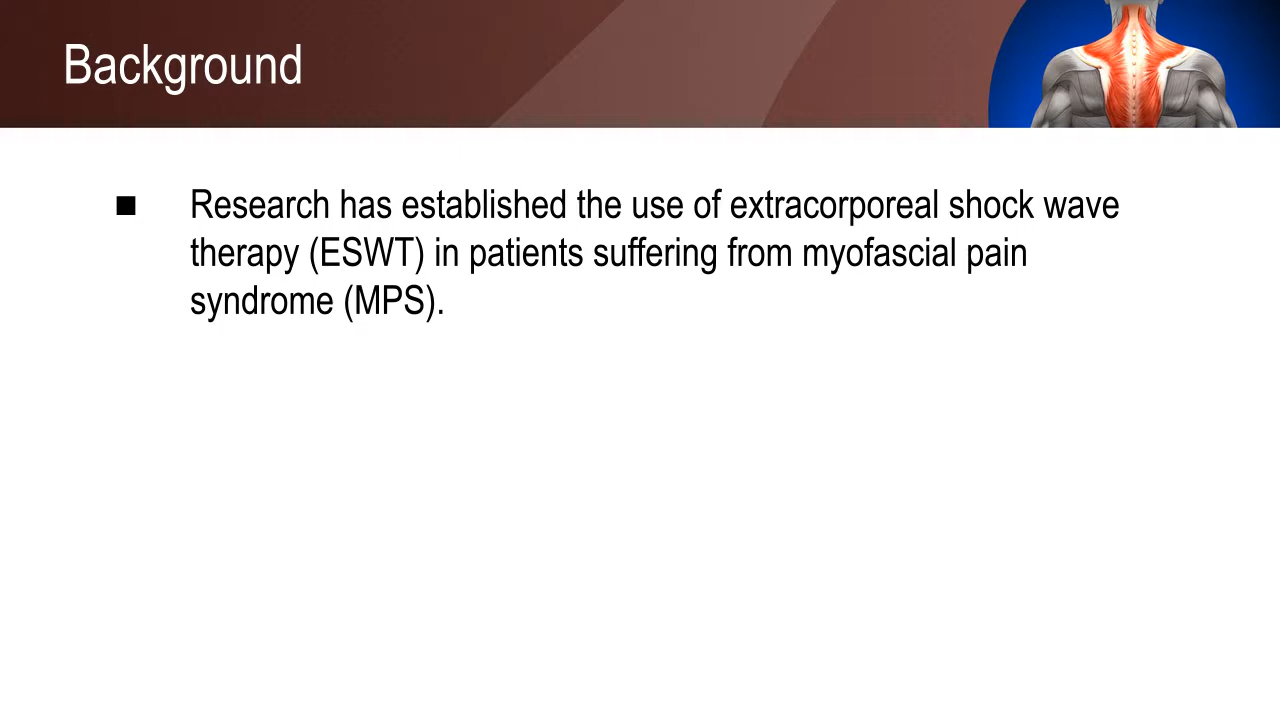 Background
■ Research has established the use of extracorporeal shock wave
therapy (ESWT) in patients suffering from myofascial pain
syndrome (MPS).